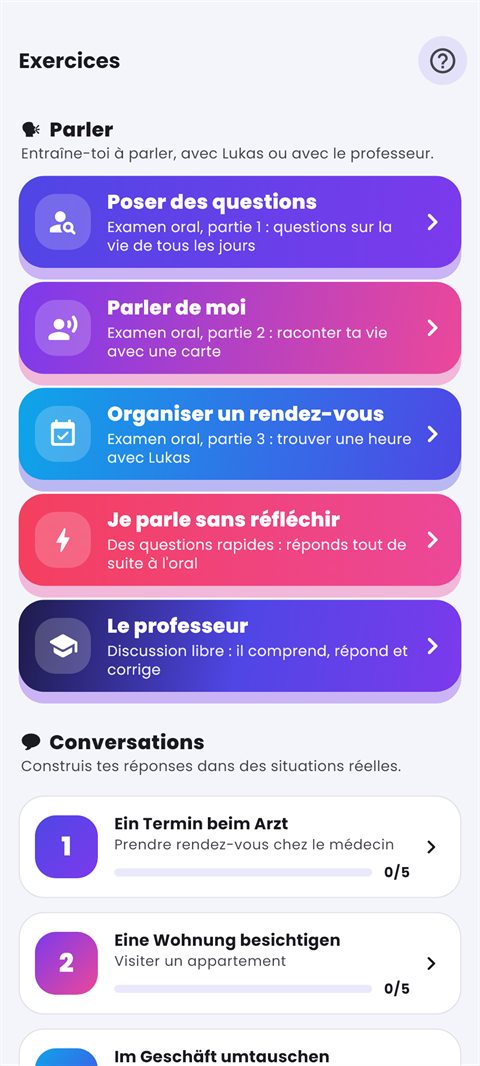 Exercices
Parler
Entraîne-toi à parler, avec Lukas ou avec le professeur.
Poser des questions
Examen oral, partie 1 : questions sur la
vie de tous les jours
Parler de moi
Examen oral, partie 2 : raconter ta vie
avec une carte
Organiser un rendez-vous
Examen oral, partie 3 : trouver une heure
avec Lukas
Je parle sans réfléchir
Des questions rapides : réponds tout de
suite à l'oral
Le professeur
Discussion libre : il comprend, répond et
corrige
Conversations
Construis tes réponses dans des situations réelles.
1
Ein Termin beim Arzt
Prendre rendez-vous chez le médecin
0/5
2
Eine Wohnung besichtigen
Visiter un appartement
0/5
Im Geschäft umtauschen